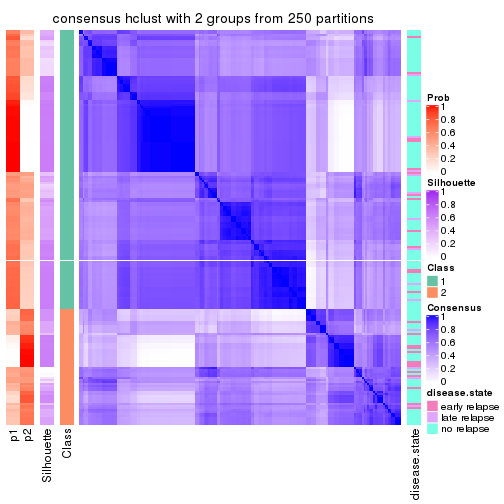 consensus hclust with 2 groups from 250 partitions
Prob
1
0.8
0.6
0.4
0.2
0
Silhouette
1
0.8
0.6
0.4
0.2
0
Class
1
2
Consensus
1
0.8
0.6
0.4
0.2
0
disease.state
early relapse
late relapse
no relapse
p1
p2
Silhouette
Class
disease.state